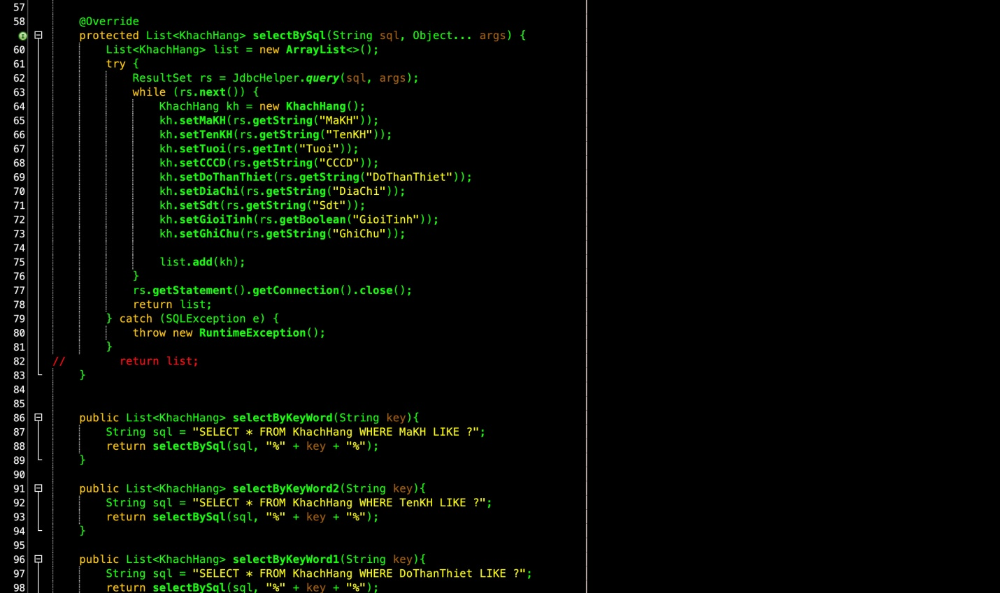 57
58 @Override
protected List<KhachHang> selectBySql(String sql, Object... args) {
60 List<KhachHang> list = new ArrayList<>();
61 try {
62 ResultSet rs = JdbcHelper.query(sql, args);
63 while (rs.next()) {
64 KhachHang kh = new KhachHang();
65 kh.setMaKH(rs.getString("MaKH"));
66 kh.setTenKH(rs.getString("TenKH"));
67 kh.setTuoi(rs.getInt("Tuoi"));
68 kh.setCCCD(rs.getString("CCCD"));
69 kh.setDoThanThiet(rs.getString("DoThanThiet"));
70 kh.setDiaChi(rs.getString("DiaChi"));
71 kh.setSdt(rs.getString("Sdt"));
72 kh.setGioiTinh(rs.getBoolean("GioiTinh"));
73 kh.setGhiChu(rs.getString("GhiChu"));
74
75 list.add(kh);
76 }
77 rs.getStatement().getConnection().close();
78 return list;
79 } catch (SQLException e) {
80 throw new RuntimeException();
81 }
82 // return list;
83 }
84
85
86 public List<KhachHang> selectByKeyWord(String key){
87 String sql = "SELECT * FROM KhachHang WHERE MaKH LIKE ?";
88 return selectBySql(sql, "%" + key + "%");
89 }
90
91 public List<KhachHang> selectByKeyWord2(String key){
92 String sql = "SELECT * FROM KhachHang WHERE TenKH LIKE ?";
93 return selectBySql(sql, "%" + key + "%");
94 }
95
96 public List<KhachHang> selectByKeyWord1(String key){
97 String sql = "SELECT * FROM KhachHang WHERE DoThanThiet LIKE ?";
98 return selectBySql(sql, "%" + key + "%");